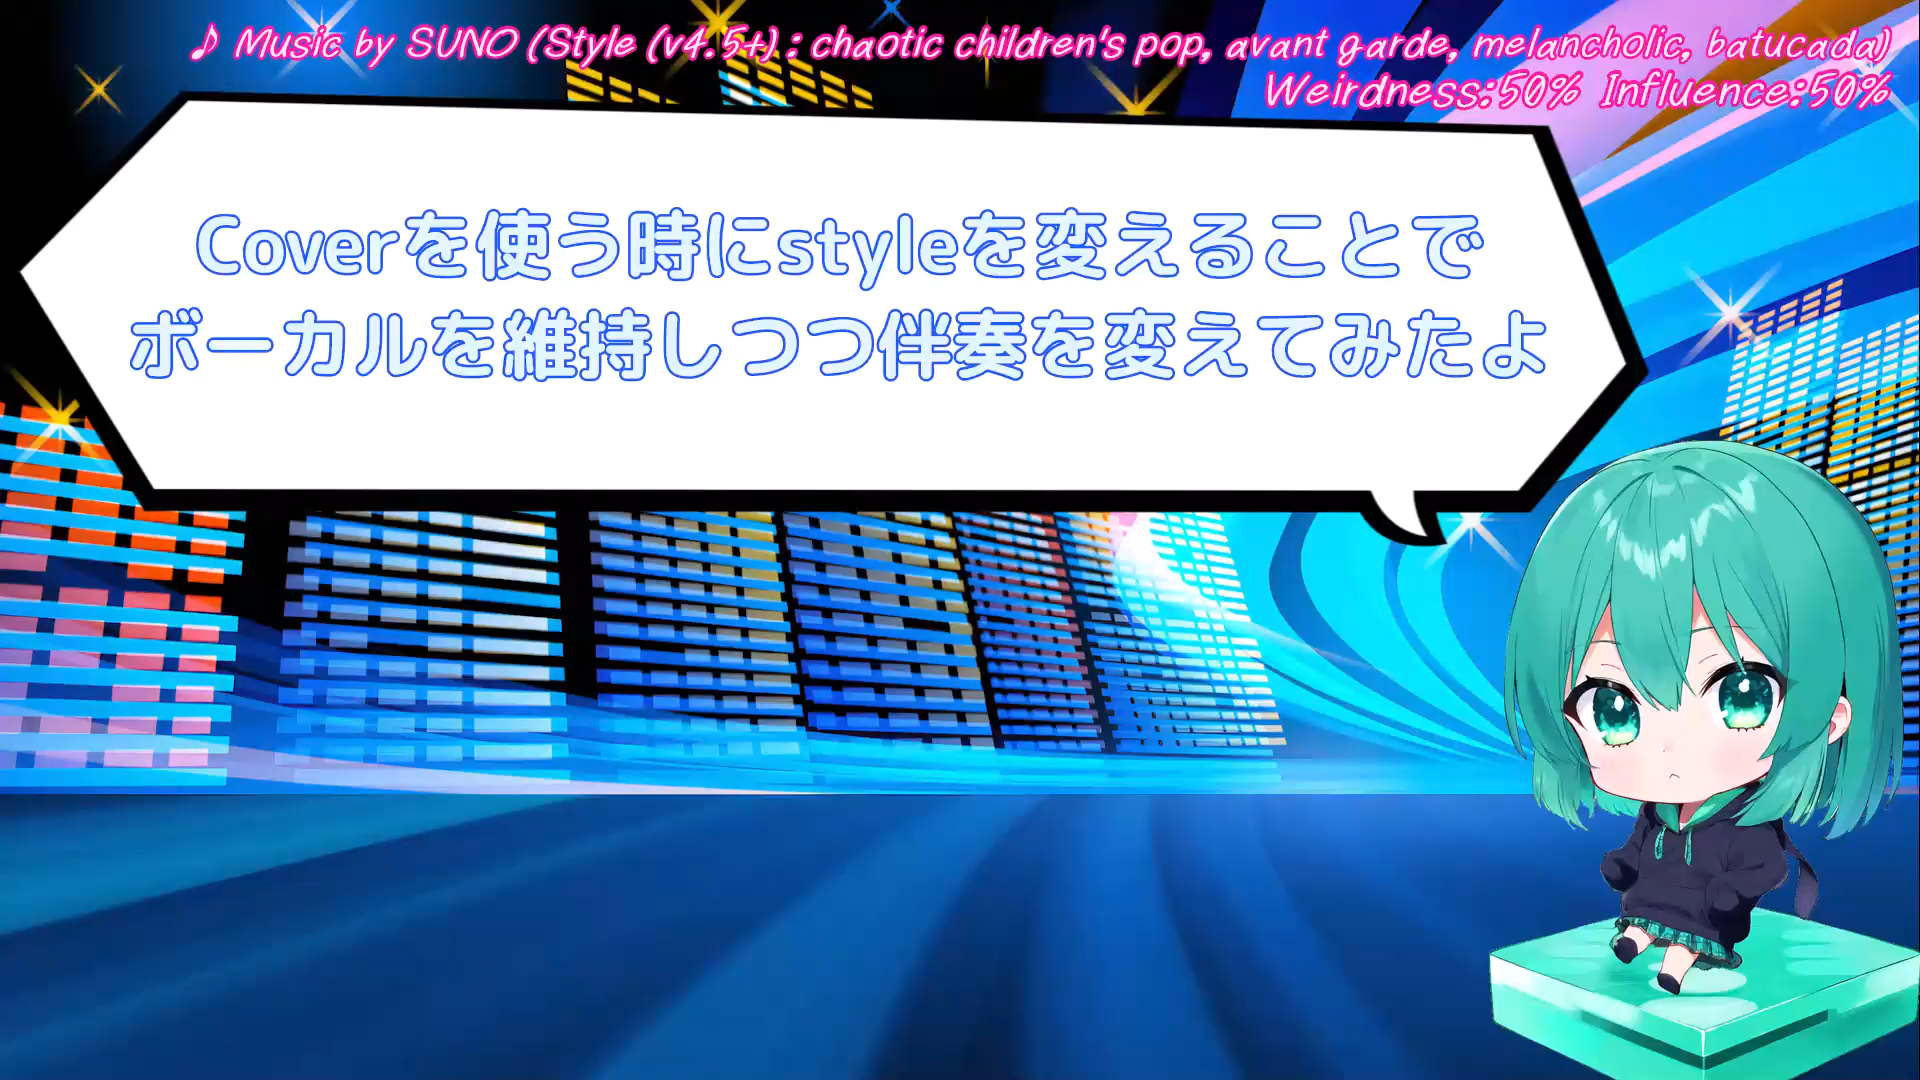 ♪ Music by SUNO (Style (v4.5+) : chaotic children's pop, avant garde, melancholic, batucada)
Weirdness:50% Influence:50%
Coverを使う時にstyleを変えることで
ボーカルを維持しつつ伴奏を変えてみたよ